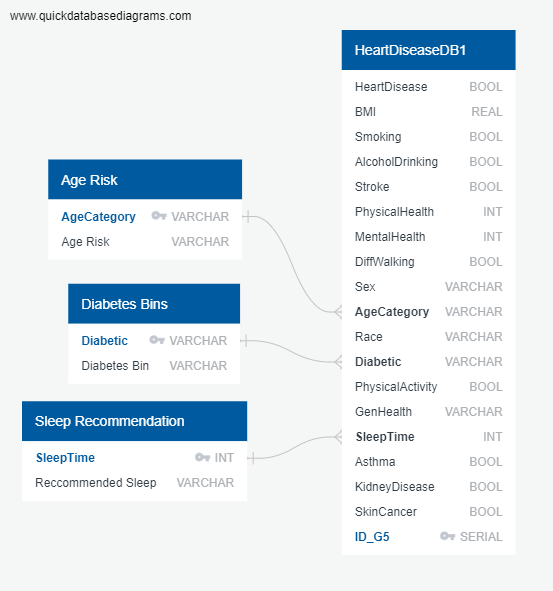 www.quickdatabasediagrams.com
HeartDiseaseDB1
HeartDisease BOOL
BMI REAL
Smoking BOOL
AlcoholDrinking BOOL
Stroke BOOL
PhysicalHealth INT
MentalHealth INT
DiffWalking BOOL
Sex VARCHAR
AgeCategory VARCHAR
Race VARCHAR
Diabetic VARCHAR
PhysicalActivity BOOL
GenHealth VARCHAR
SleepTime INT
Asthma BOOL
KidneyDisease BOOL
SkinCancer BOOL
ID_G5 SERIAL
Age Risk
AgeCategory VARCHAR
Age Risk VARCHAR
Diabetes Bins
Diabetic VARCHAR
Diabetes Bin VARCHAR
Sleep Recommendation
SleepTime INT
Reccommended Sleep VARCHAR